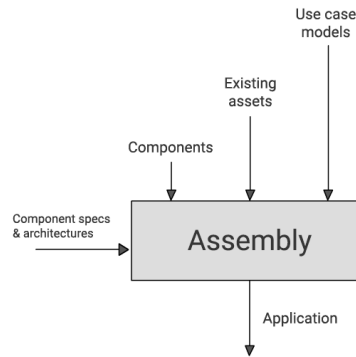 Use case
models
Existing
assets
Components
Component specs
& architectures
Assembly
Application